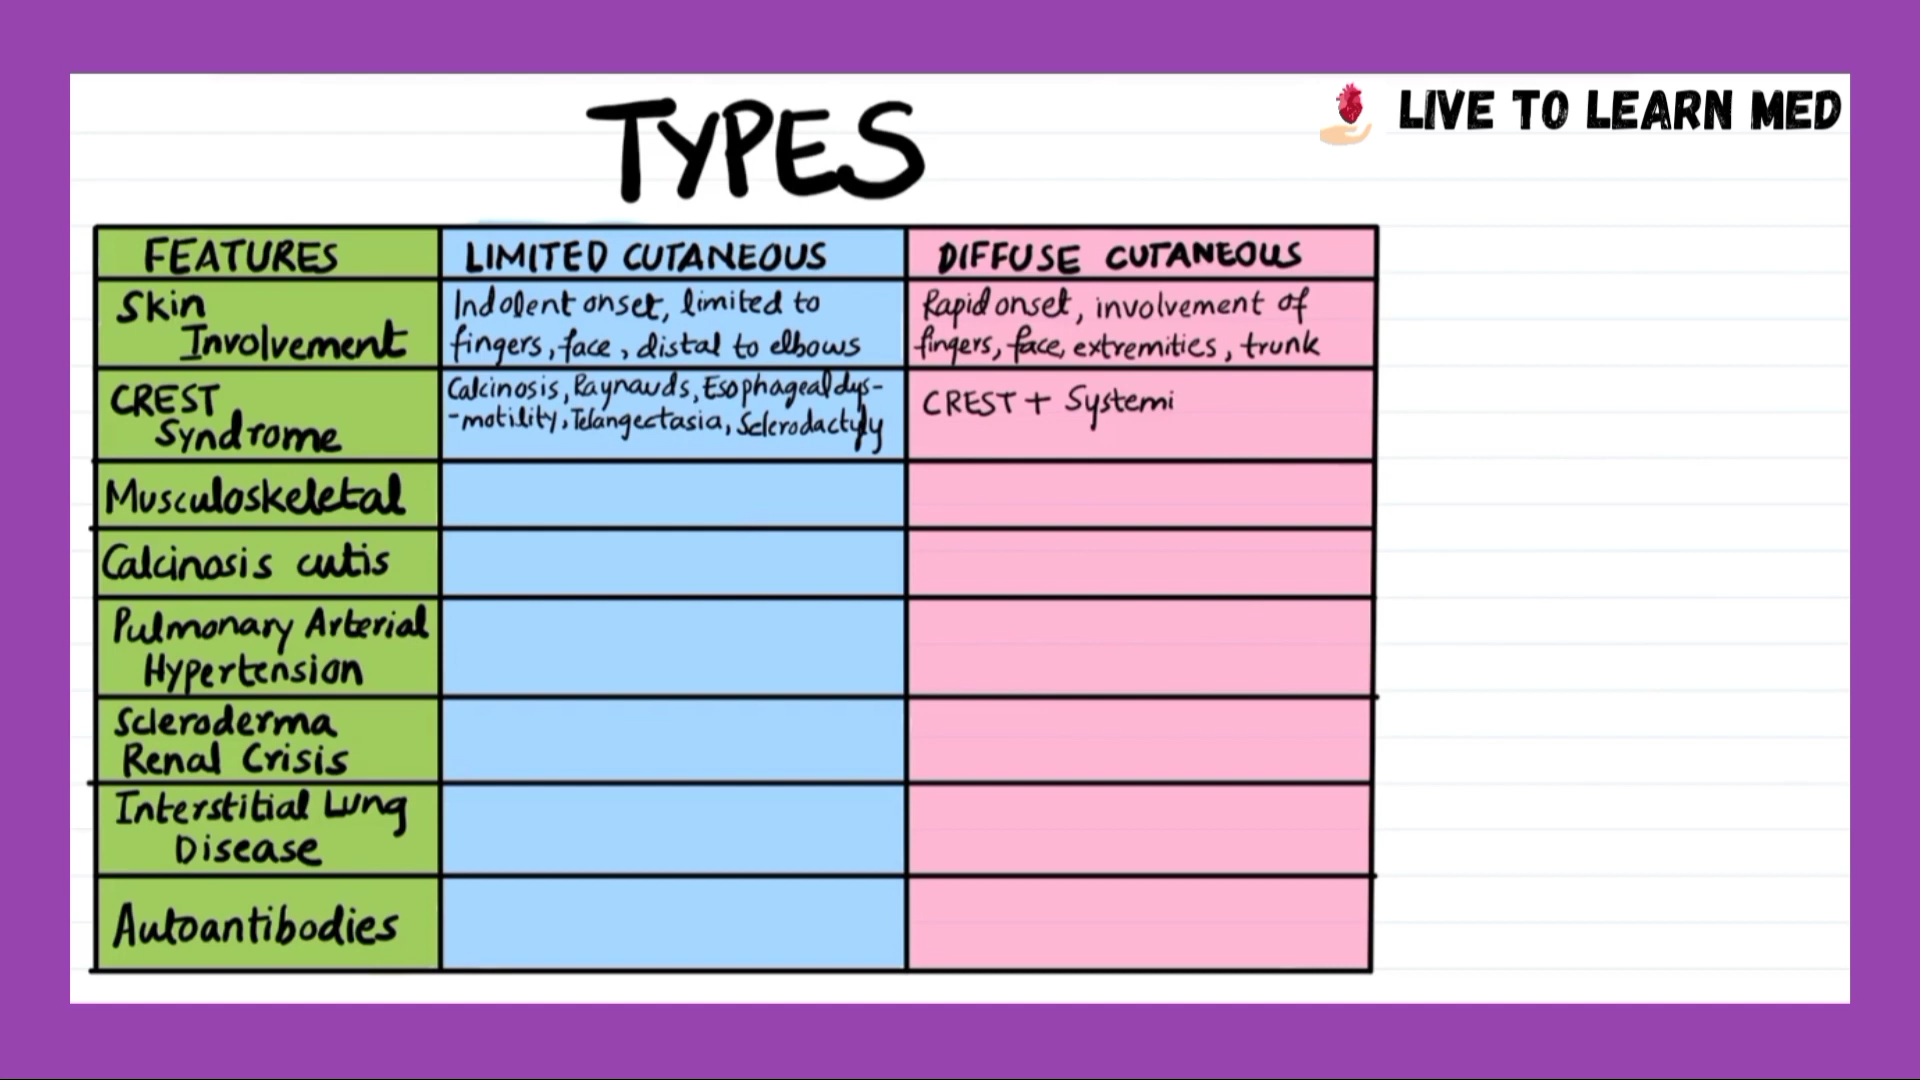 LIVE TO LEARN MED
TYPES
FEATURES
LIMITED CUTANEOUS
DIFFUSE CUTANEOUS
Skin
Involvement
Indolent onset, limited to
fingers, face, distal to elbows
Rapid onset, involvement of
fingers, face, extremities, trunk
CREST
Syndrome
Calcinosis, Raynauds, Esophageal dys-
-motility, Telangectasia, Sclerodactyly
CREST + Systemi
Musculoskeletal
Calcinosis cutis
Pulmonary Arterial
Hypertension
Scleroderma
Renal Crisis
Interstitial Lung
Disease
Autoantibodies